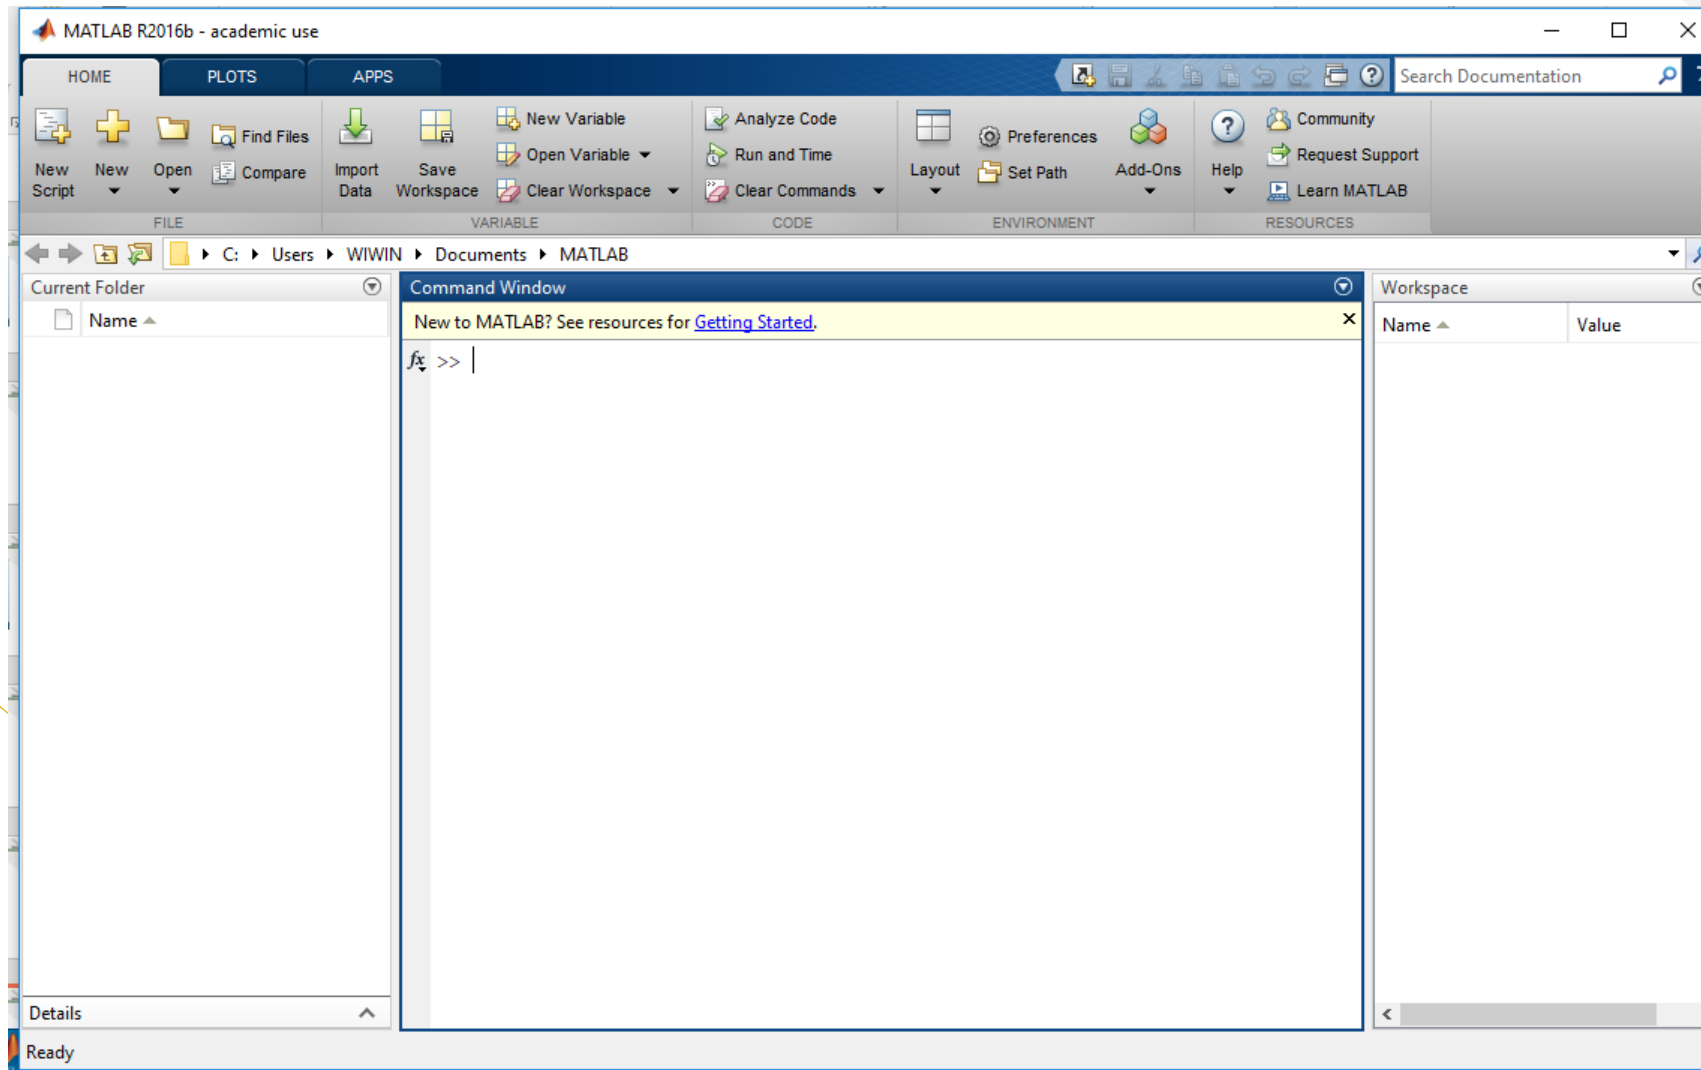 MATLAB R2016b - academic use
HOME PLOTS APPS Search Documentation
New Script New Open Find Files Compare Import Data Save Workspace New Variable Open Variable Clear Workspace Analyze Code Run and Time Clear Commands Layout Preferences Set Path Add-Ons Help Community Request Support Learn MATLAB
FILE VARIABLE CODE ENVIRONMENT RESOURCES
C: Users WIWIN Documents MATLAB
Current Folder Command Window Workspace
Name New to MATLAB? See resources for Getting Started. Name Value
fx >>
Details
Ready